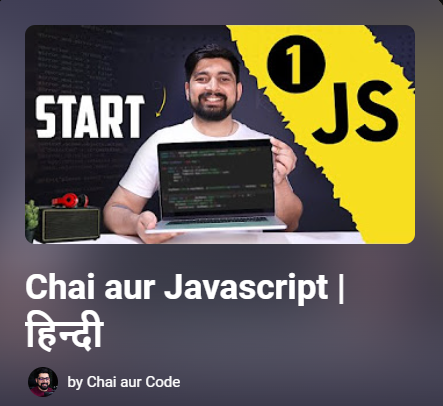 START
1
JS
Chai aur Javascript |
हिन्दी
by Chai aur Code